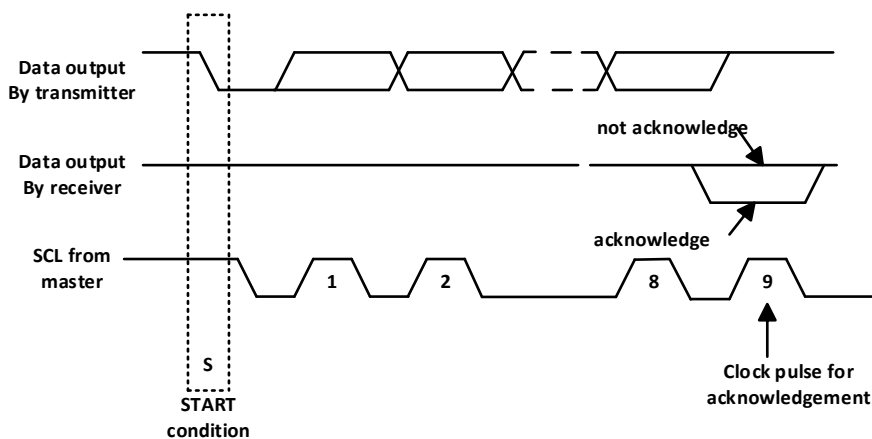 Data output
By transmitter
not acknowledge
Data output
By receiver
acknowledge
SCL from
master
1
2
8
9
S
START
condition
Clock pulse for
acknowledgement